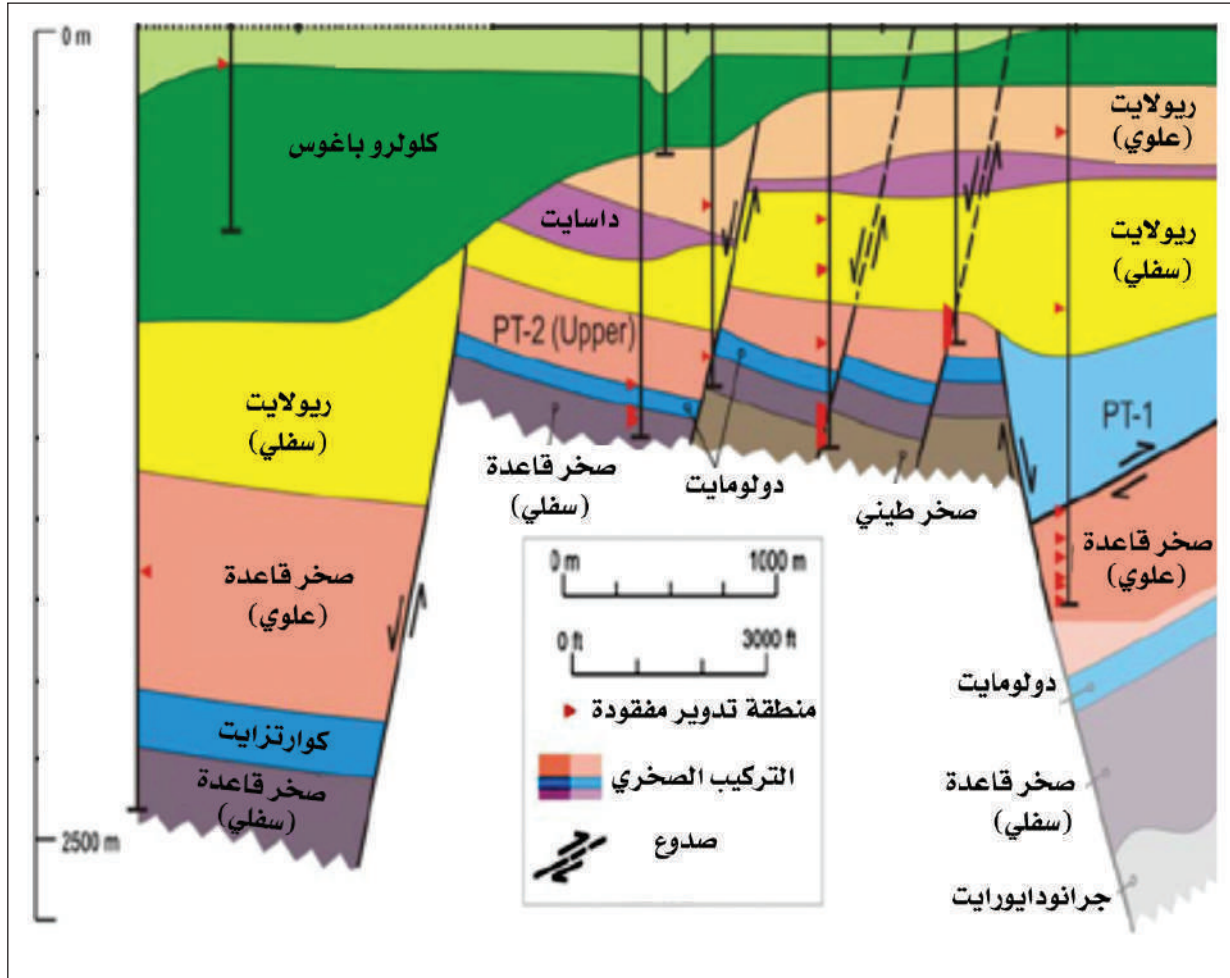 0 m
ريولايت
(علوي)
كلولرو باغوس
داسايت
ريولايت
(سفلي)
PT-2 (Upper)
ريولايت
(سفلي)
PT-1
صخر قاعدة
(سفلي)
دولومايت
صخر طيني
صخر قاعدة
(علوي)
صخر قاعدة
(علوي)
0 m 1000 m
0 ft 3000 ft
منطقة تدوير مفقودة
دولومايت
كوارتزايت
التركيب الصخري
صخر قاعدة
(سفلي)
صخر قاعدة
(سفلي)
صدوع
2500 m
جرانودايورايت